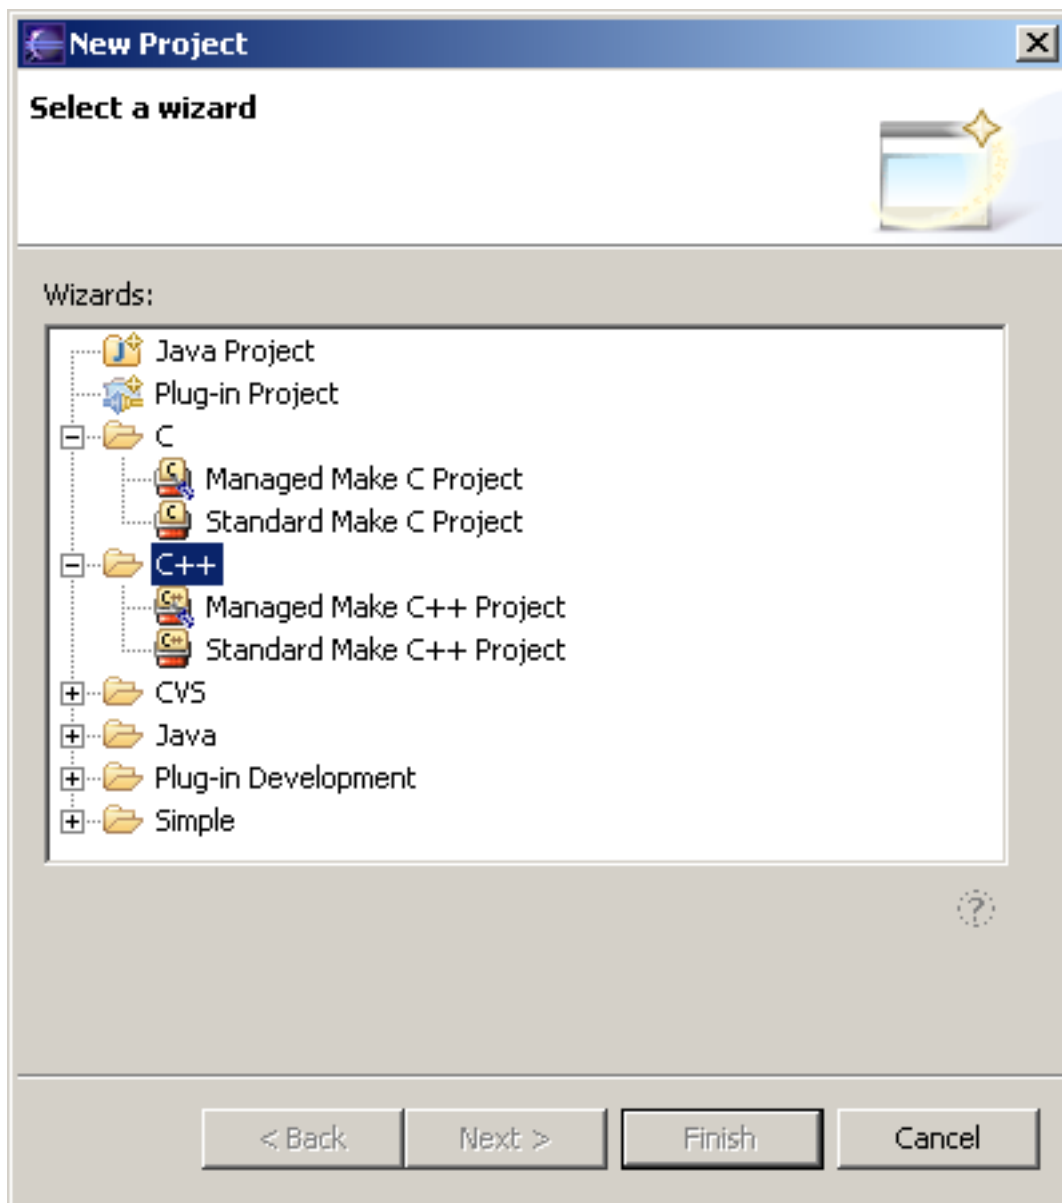 New Project
Select a wizard
Wizards:
Java Project
Plug-in Project
C
Managed Make C Project
Standard Make C Project
C++
Managed Make C++ Project
Standard Make C++ Project
CVS
Java
Plug-in Development
Simple
?
< Back Next > Finish Cancel